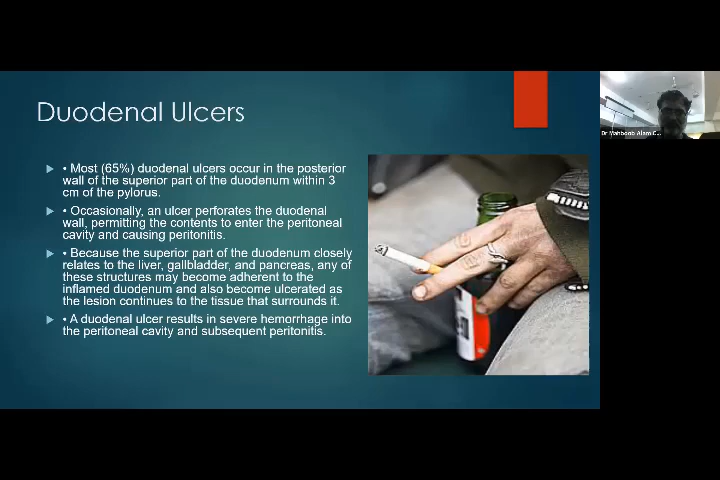 Duodenal Ulcers
• Most (65%) duodenal ulcers occur in the posterior
wall of the superior part of the duodenum within 3
cm of the pylorus.
• Occasionally, an ulcer perforates the duodenal
wall, permitting the contents to enter the peritoneal
cavity and causing peritonitis.
• Because the superior part of the duodenum closely
relates to the liver, gallbladder, and pancreas, any of
these structures may become adherent to the
inflamed duodenum and also become ulcerated as
the lesion continues to the tissue that surrounds it.
• A duodenal ulcer results in severe hemorrhage into
the peritoneal cavity and subsequent peritonitis.
Dr Mahboob Alam C...